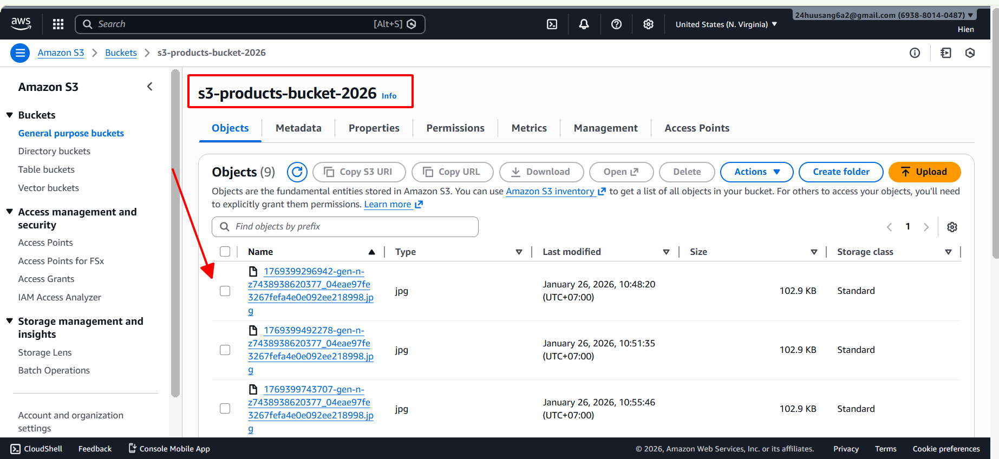 aws
Search
[Alt+S]
United States (N. Virginia)
24huusang6a2@gmail.com (6938-8014-0487)
Hien
Amazon S3
Buckets
s3-products-bucket-2026
Amazon S3
Buckets
General purpose buckets
Directory buckets
Table buckets
Vector buckets
Access management and
security
Access Points
Access Points for FSx
Access Grants
IAM Access Analyzer
Storage management and
insights
Storage Lens
Batch Operations
Account and organization
settings
s3-products-bucket-2026 Info
Objects
Metadata
Properties
Permissions
Metrics
Management
Access Points
Objects (9)
Copy S3 URI
Copy URL
Download
Open
Delete
Actions
Create folder
Upload
Objects are the fundamental entities stored in Amazon S3. You can use Amazon S3 inventory to get a list of all objects in your bucket. For others to access your objects, you'll need
to explicitly grant them permissions. Learn more
Find objects by prefix
1
Name
Type
Last modified
Size
Storage class
1769399296942-gen-n-
z7438938620377_04eae97fe
3267fefa4e0e092ee218998.jp
g
jpg
January 26, 2026, 10:48:20
(UTC+07:00)
102.9 KB
Standard
1769399492278-gen-n-
z7438938620377_04eae97fe
3267fefa4e0e092ee218998.jp
g
jpg
January 26, 2026, 10:51:35
(UTC+07:00)
102.9 KB
Standard
1769399743707-gen-n-
z7438938620377_04eae97fe
3267fefa4e0e092ee218998.jp
g
jpg
January 26, 2026, 10:55:46
(UTC+07:00)
102.9 KB
Standard
CloudShell
Feedback
Console Mobile App
© 2026, Amazon Web Services, Inc. or its affiliates.
Privacy
Terms
Cookie preferences